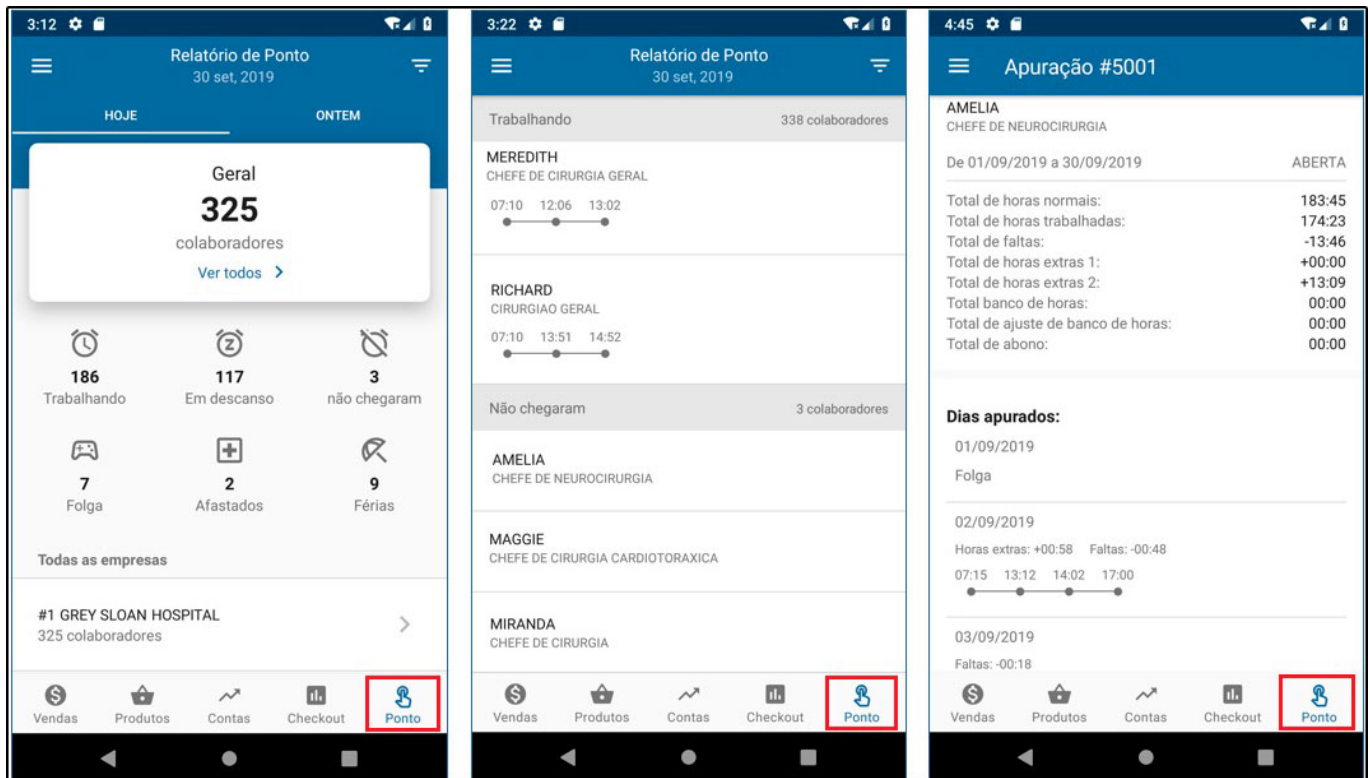 3:12
Relatório de Ponto
30 set, 2019
HOJE ONTEM
Geral
325
colaboradores
Ver todos
186 117 3
Trabalhando Em descanso não chegaram
7 2 9
Folga Afastados Férias
Todas as empresas
#1 GREY SLOAN HOSPITAL
325 colaboradores
Vendas Produtos Contas Checkout Ponto
3:22
Relatório de Ponto
30 set, 2019
Trabalhando 338 colaboradores
MEREDITH
CHEFE DE CIRURGIA GERAL
07:10 12:06 13:02
RICHARD
CIRURGIAO GERAL
07:10 13:51 14:52
Não chegaram 3 colaboradores
AMELIA
CHEFE DE NEUROCIRURGIA
MAGGIE
CHEFE DE CIRURGIA CARDIOTORAXICA
MIRANDA
CHEFE DE CIRURGIA
Vendas Produtos Contas Checkout Ponto
4:45
Apuração #5001
AMELIA
CHEFE DE NEUROCIRURGIA
De 01/09/2019 a 30/09/2019 ABERTA
Total de horas normais: 183:45
Total de horas trabalhadas: 174:23
Total de faltas: -13:46
Total de horas extras 1: +00:00
Total de horas extras 2: +13:09
Total banco de horas: 00:00
Total de ajuste de banco de horas: 00:00
Total de abono: 00:00
Dias apurados:
01/09/2019
Folga
02/09/2019
Horas extras: +00:58 Faltas: -00:48
07:15 13:12 14:02 17:00
03/09/2019
Faltas: -00:18
Vendas Produtos Contas Checkout Ponto